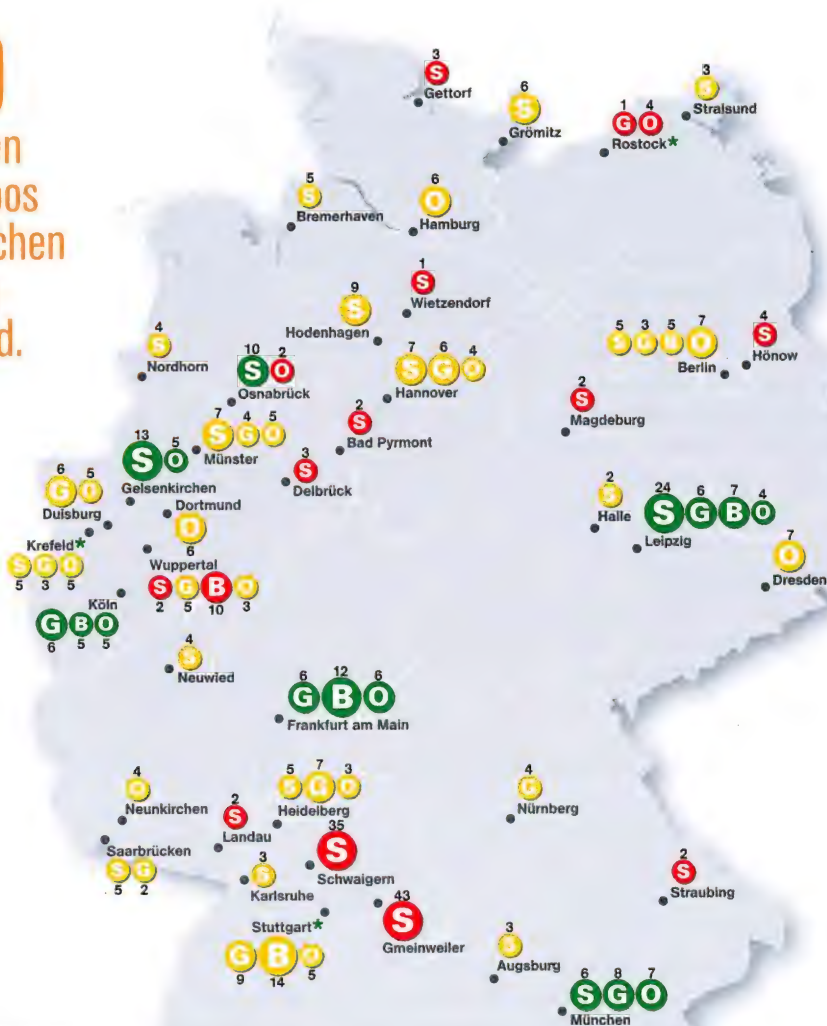 en
oos
chen
d.
3
S
Gettorf
6
S
Grömitz
3
S
Stralsund
1 4
G O
Rostock*
5
S
Bremerhaven
6
O
Hamburg
1
S
Wietzendorf
9
S
Hodenhagen
4
S
Nordhorn
10 2
S O
Osnabrück
7 6 4
S G O
Hannover
5 3 5 7
S G B O
Berlin
4
S
Hönow
2
S
Magdeburg
2
S
Bad Pyrmont
7 4 5
S G O
Münster
13 5
S O
Gelsenkirchen
3
S
Delbrück
6 5
G O
Duisburg
Dortmund
O
6
Krefeld*
S G O
5 3 5
Wuppertal
S G B O
2 5 10 3
2
S
Halle
24 6 7 4
S G B O
Leipzig
7
O
Dresden
Köln
G B O
6 5 5
4
S
Neuwied
6 12 6
G B O
Frankfurt am Main
4
O
Neunkirchen
2
S
Landau
5 7 3
S G O
Heidelberg
4
G
Nürnberg
Saarbrücken
S G
5 2
3
S
Karlsruhe
35
S
Schwaigern
2
S
Straubing
Stuttgart*
G B O
9 14 5
43
S
Gmeinweiler
3
S
Augsburg
6 8 7
S G O
München